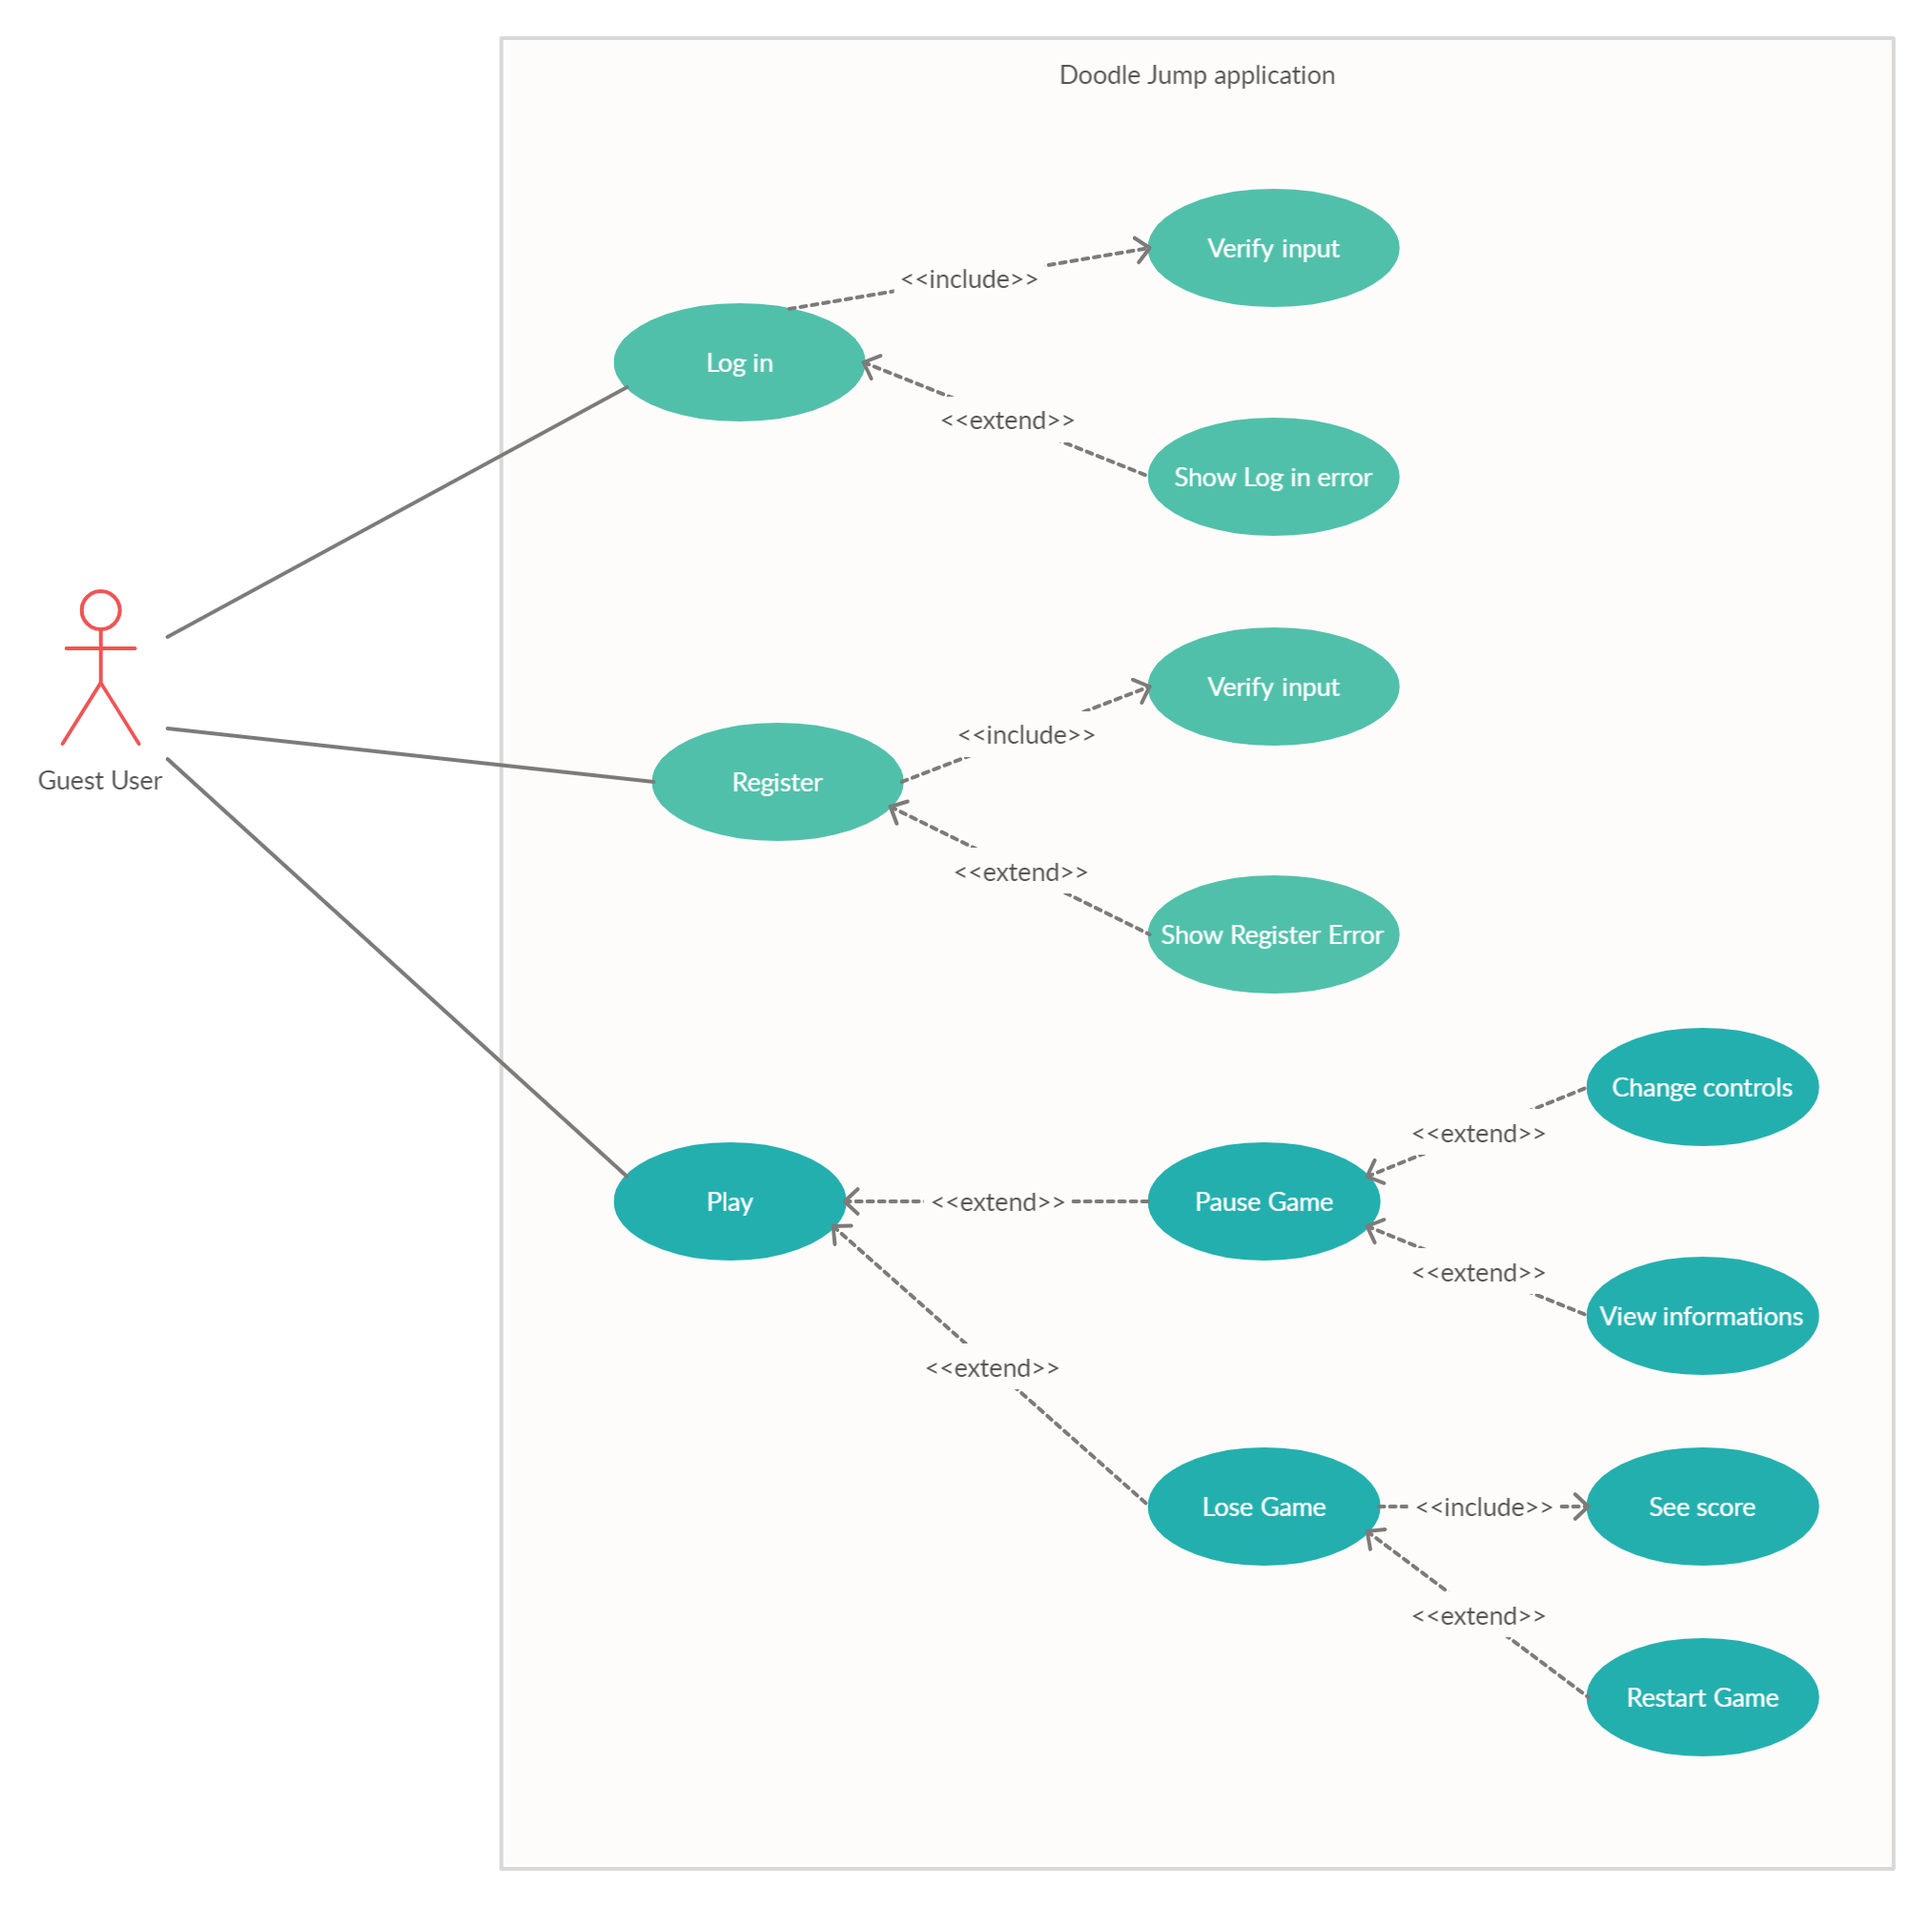 Doodle Jump application
Verify input
<<include>>
Log in
<<extend>>
Show Log in error
Guest User
Verify input
<<include>>
Register
<<extend>>
Show Register Error
Change controls
<<extend>>
Play
<<extend>>
Pause Game
<<extend>>
View informations
<<extend>>
Lose Game
<<include>>
See score
<<extend>>
Restart Game